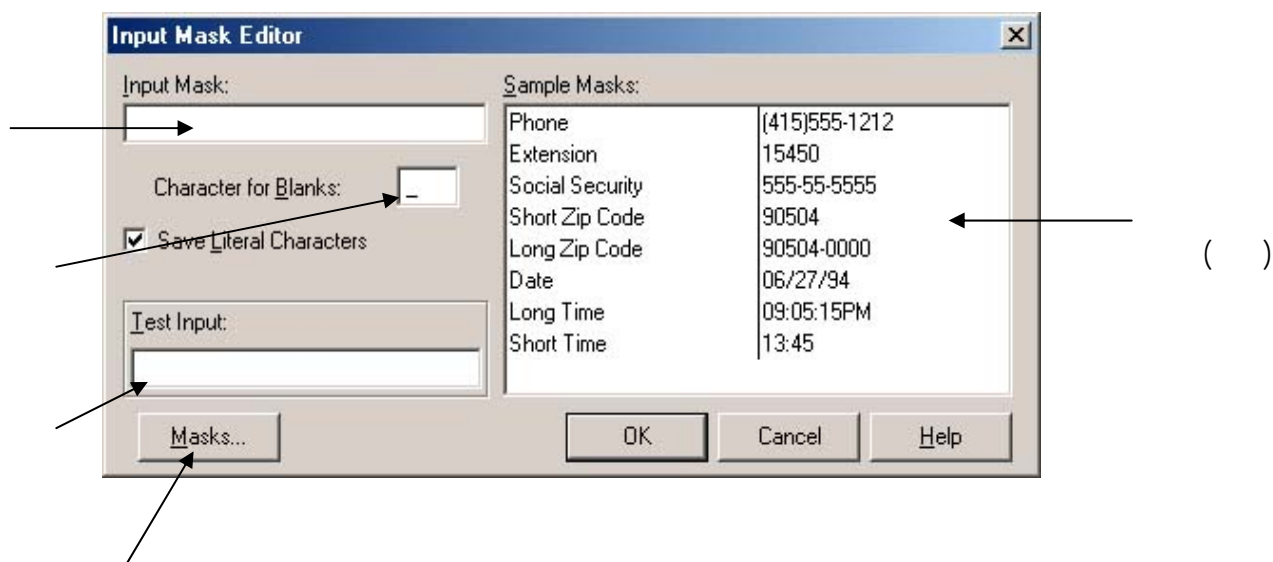 Input Mask Editor
Input Mask:
Character for Blanks:
_
Save Literal Characters
Test Input:
Masks...
Sample Masks:
Phone (415)555-1212
Extension 15450
Social Security 555-55-5555
Short Zip Code 90504
Long Zip Code 90504-0000
Date 06/27/94
Long Time 09:05:15PM
Short Time 13:45
OK Cancel Help
( )